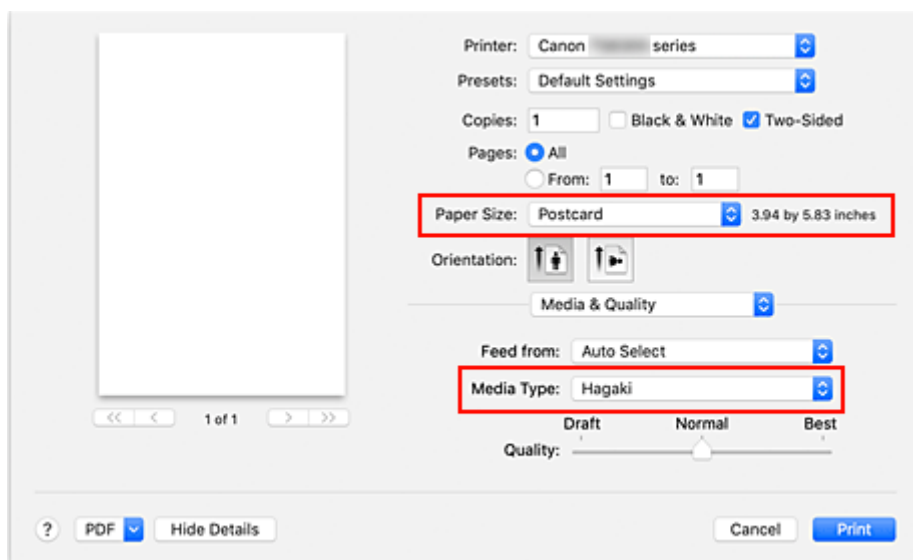 Printer: Canon series
Presets: Default Settings
Copies: 1 Black & White Two-Sided
Pages: All
From: 1 to: 1
Paper Size: Postcard 3.94 by 5.83 inches
Orientation:
Media & Quality
Feed from: Auto Select
Media Type: Hagaki
Draft Normal Best
Quality:
1 of 1
? PDF Hide Details Cancel Print